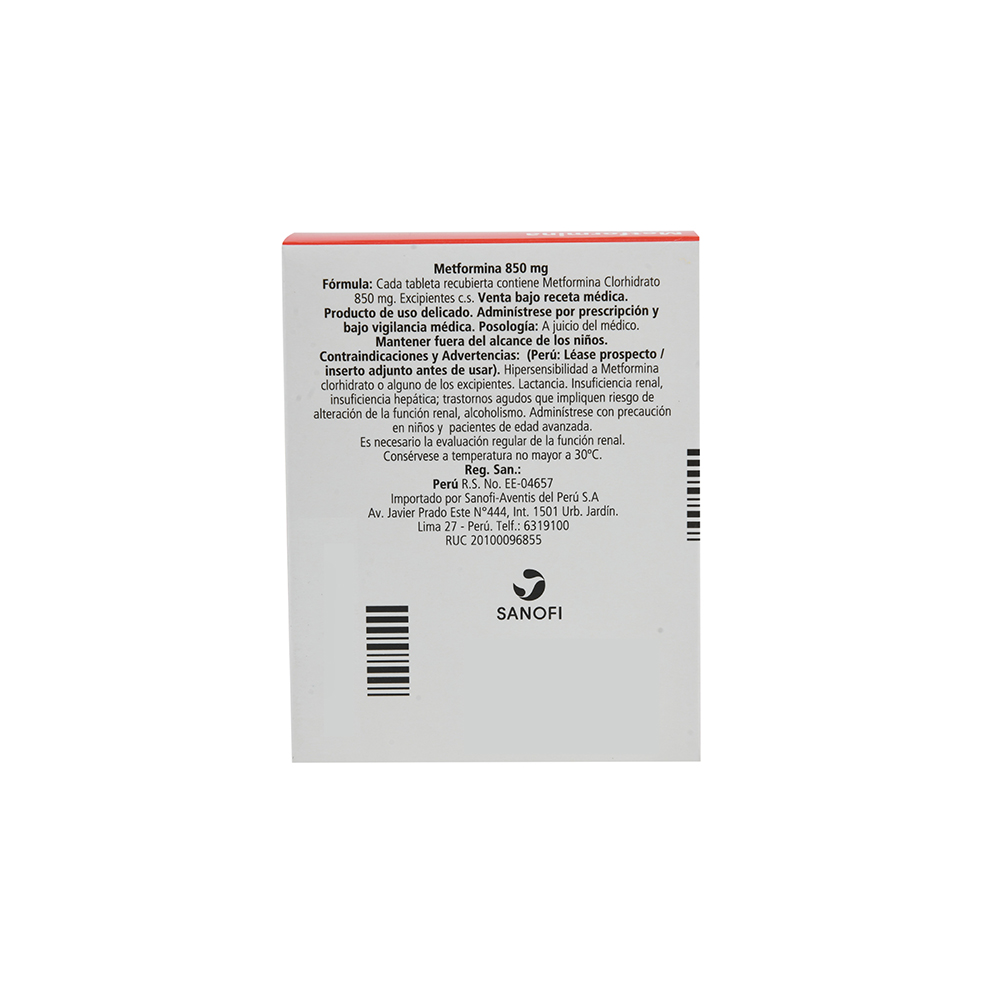 Metformina
Metformina 850 mg
Fórmula: Cada tableta recubierta contiene Metformina Clorhidrato
850 mg. Excipientes c.s. Venta bajo receta médica.
Producto de uso delicado. Adminístrese por prescripción y
bajo vigilancia médica. Posología: A juicio del médico.
Mantener fuera del alcance de los niños.
Contraindicaciones y Advertencias: (Perú: Léase prospecto /
inserto adjunto antes de usar). Hipersensibilidad a Metformina
clorhidrato o alguno de los excipientes. Lactancia. Insuficiencia renal,
insuficiencia hepática; trastornos agudos que impliquen riesgo de
alteración de la función renal, alcoholismo. Adminístrese con precaución
en niños y pacientes de edad avanzada.
Es necesario la evaluación regular de la función renal.
Consérvese a temperatura no mayor a 30ºC.
Reg. San.:
Perú R.S. No. EE-04657
Importado por Sanofi-Aventis del Perú S.A
Av. Javier Prado Este N°444, Int. 1501 Urb. Jardín.
Lima 27 - Perú. Telf.: 6319100
RUC 20100096855
SANOFI